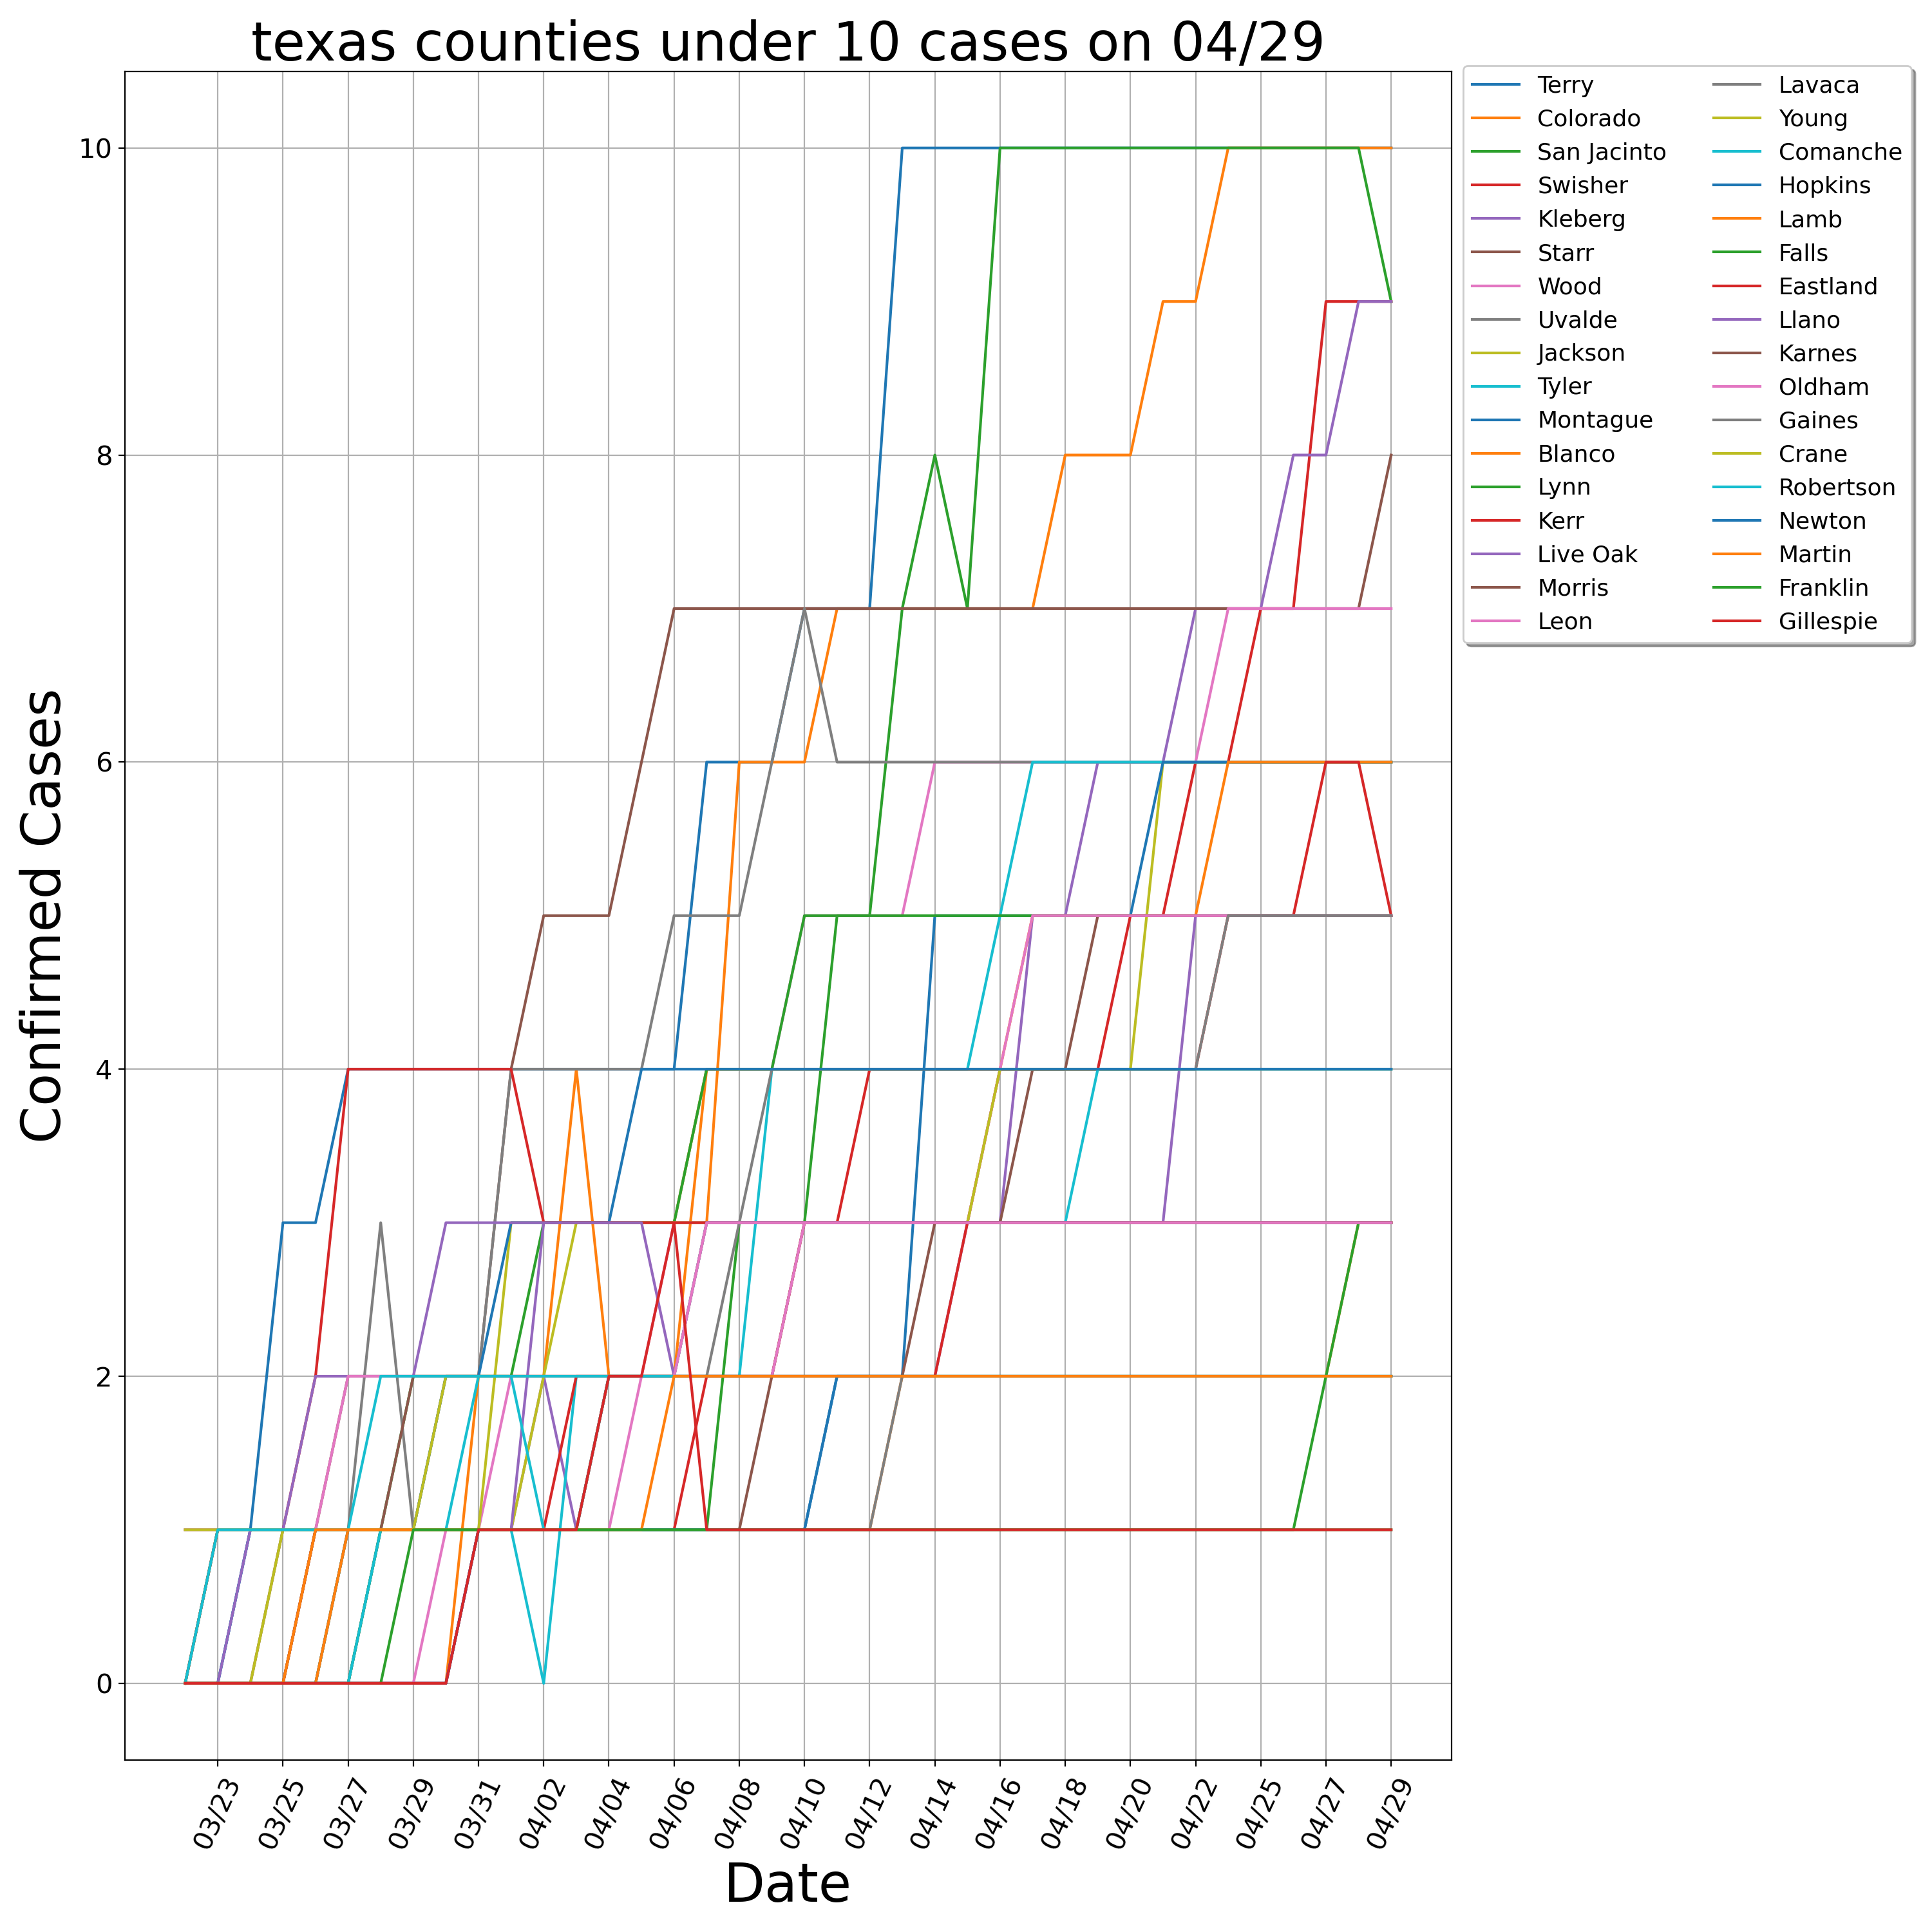 texas counties under 10 cases on 04/29
Confirmed Cases
10
8
6
4
2
0
03/23
03/25
03/27
03/29
03/31
04/02
04/04
04/06
04/08
04/10
04/12
04/14
04/16
04/18
04/20
04/22
04/25
04/27
04/29
Date
Terry
Colorado
San Jacinto
Swisher
Kleberg
Starr
Wood
Uvalde
Jackson
Tyler
Montague
Blanco
Lynn
Kerr
Live Oak
Morris
Leon
Lavaca
Young
Comanche
Hopkins
Lamb
Falls
Eastland
Llano
Karnes
Oldham
Gaines
Crane
Robertson
Newton
Martin
Franklin
Gillespie